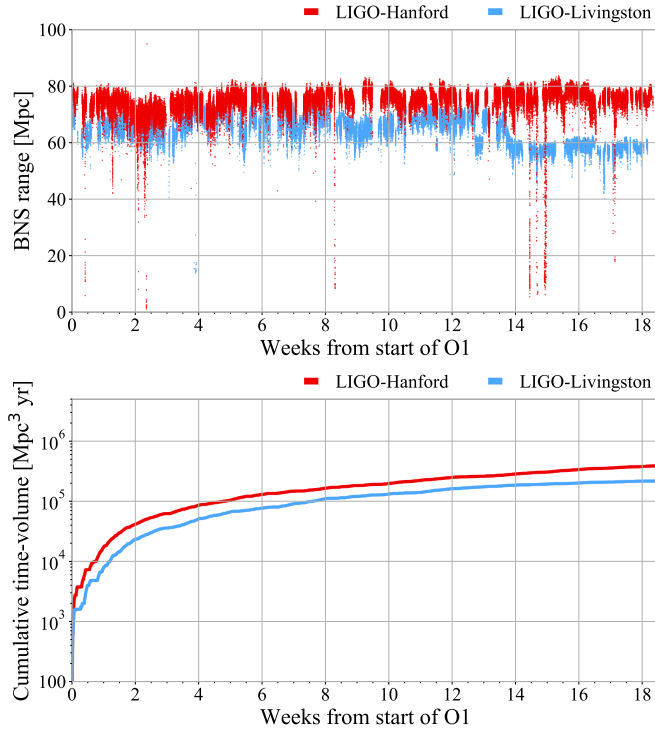 LIGO-Hanford LIGO-Livingston
BNS range [Mpc]
100
80
60
40
20
0
0 2 4 6 8 10 12 14 16 18
Weeks from start of O1
LIGO-Hanford LIGO-Livingston
Cumulative time-volume [Mpc³ yr]
10⁶
10⁵
10⁴
10³
100
0 2 4 6 8 10 12 14 16 18
Weeks from start of O1